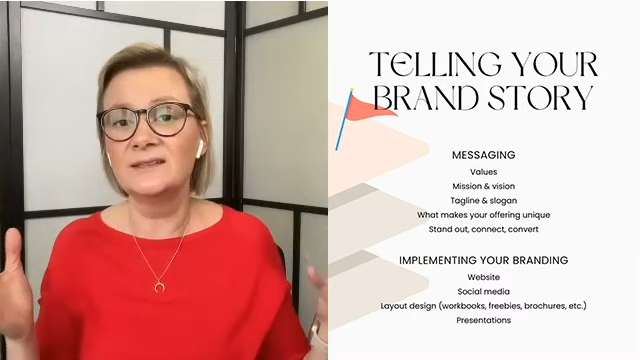 TELLING YOUR
BRAND STORY
MESSAGING
Values
Mission & vision
Tagline & slogan
What makes your offering unique
Stand out, connect, convert
IMPLEMENTING YOUR BRANDING
Website
Social media
Layout design (workbooks, freebies, brochures, etc.)
Presentations